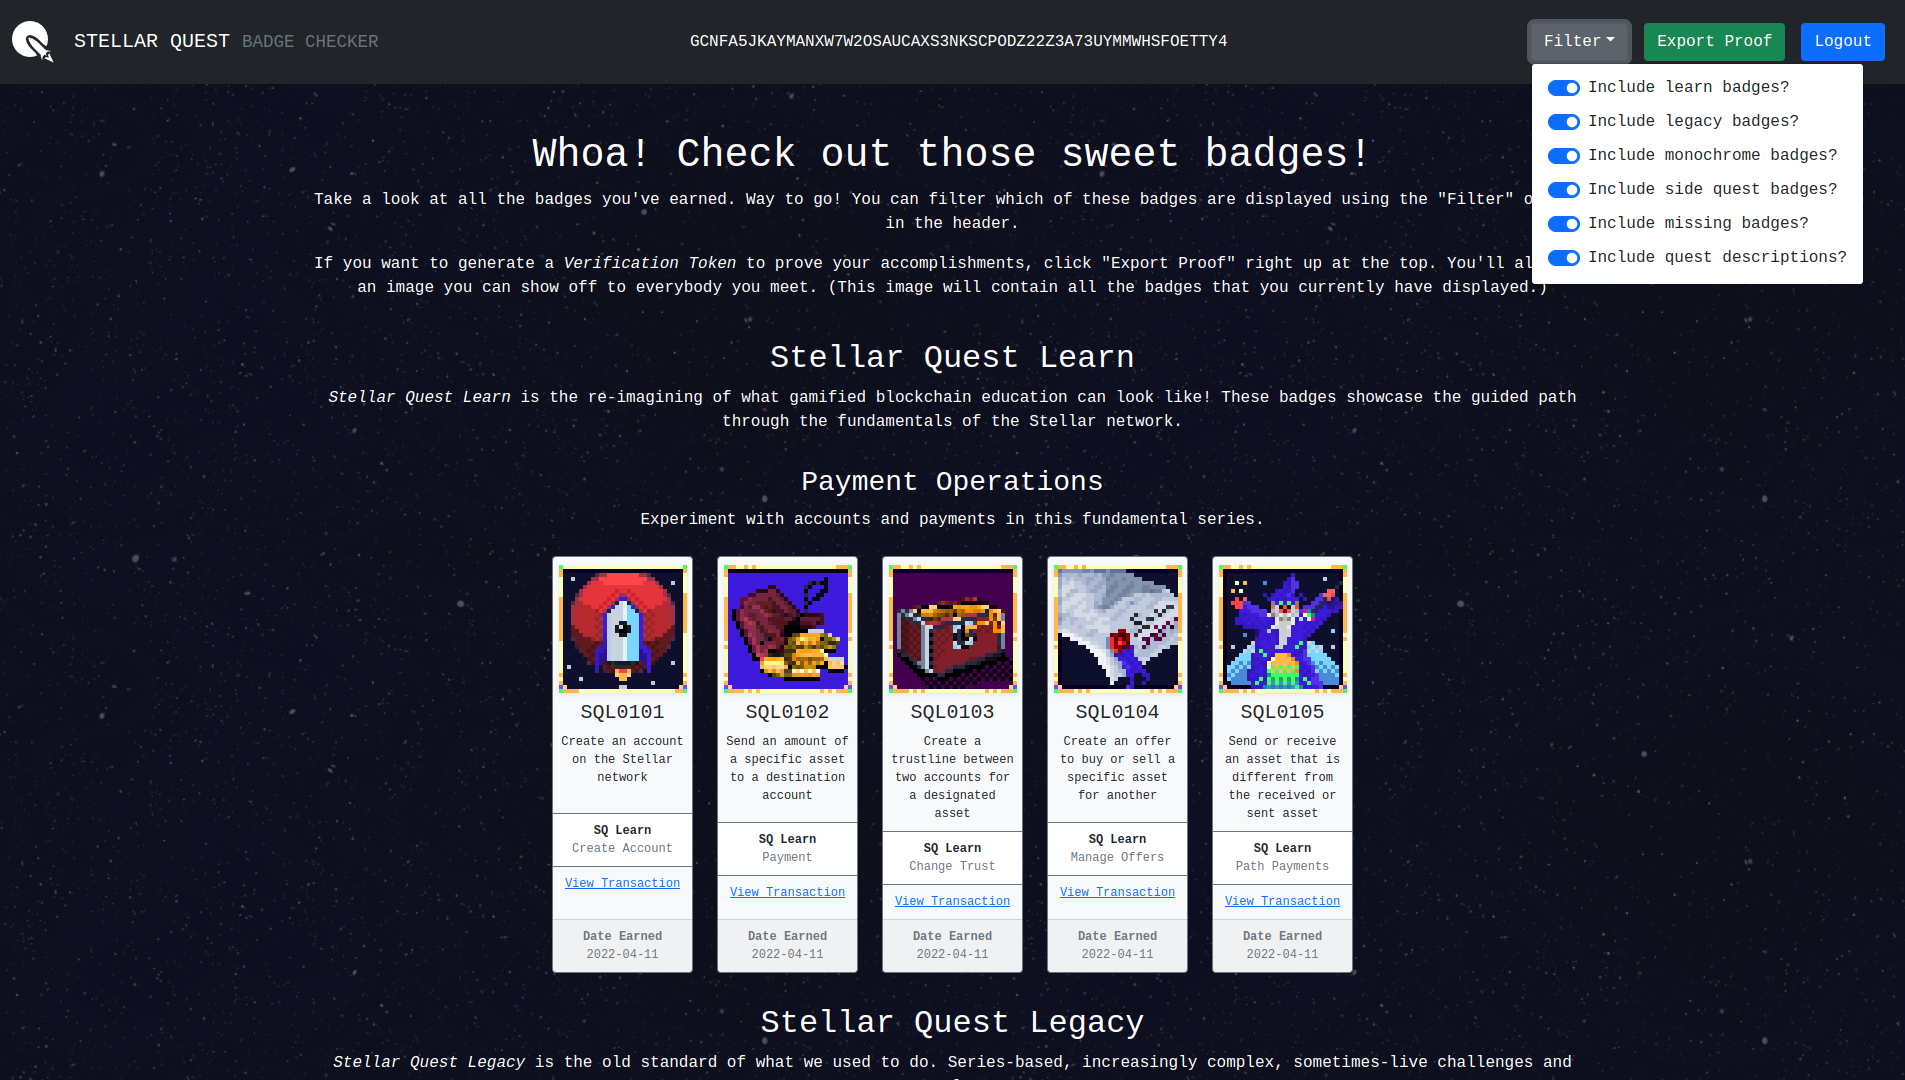 STELLAR QUEST BADGE CHECKER
GCNFA5JKAYMANXW7W2OSAUCAXS3NKSCPODZ22Z3A73UYMMWHSFOETTY4
Filter
Export Proof
Logout
Include learn badges?
Include legacy badges?
Include monochrome badges?
Include side quest badges?
Include missing badges?
Include quest descriptions?
Whoa! Check out those sweet badges!
Take a look at all the badges you've earned. Way to go! You can filter which of these badges are displayed using the "Filter"
in the header.
If you want to generate a Verification Token to prove your accomplishments, click "Export Proof" right up at the top. You'll
an image you can show off to everybody you meet. (This image will contain all the badges that you currently have displayed.)
Stellar Quest Learn
Stellar Quest Learn is the re-imagining of what gamified blockchain education can look like! These badges showcase the guided path
through the fundamentals of the Stellar network.
Payment Operations
Experiment with accounts and payments in this fundamental series.
SQL0101
Create an account
on the Stellar
network
SQ Learn
Create Account
View Transaction
Date Earned
2022-04-11
SQL0102
Send an amount of
a specific asset
to a destination
account
SQ Learn
Payment
View Transaction
Date Earned
2022-04-11
SQL0103
Create a
trustline between
two accounts for
a designated
asset
SQ Learn
Change Trust
View Transaction
Date Earned
2022-04-11
SQL0104
Create an offer
to buy or sell a
specific asset
for another
SQ Learn
Manage Offers
View Transaction
Date Earned
2022-04-11
SQL0105
Send or receive
an asset that is
different from
the received or
sent asset
SQ Learn
Path Payments
View Transaction
Date Earned
2022-04-11
Stellar Quest Legacy
Stellar Quest Legacy is the old standard of what we used to do. Series-based, increasingly complex, sometimes-live challenges and